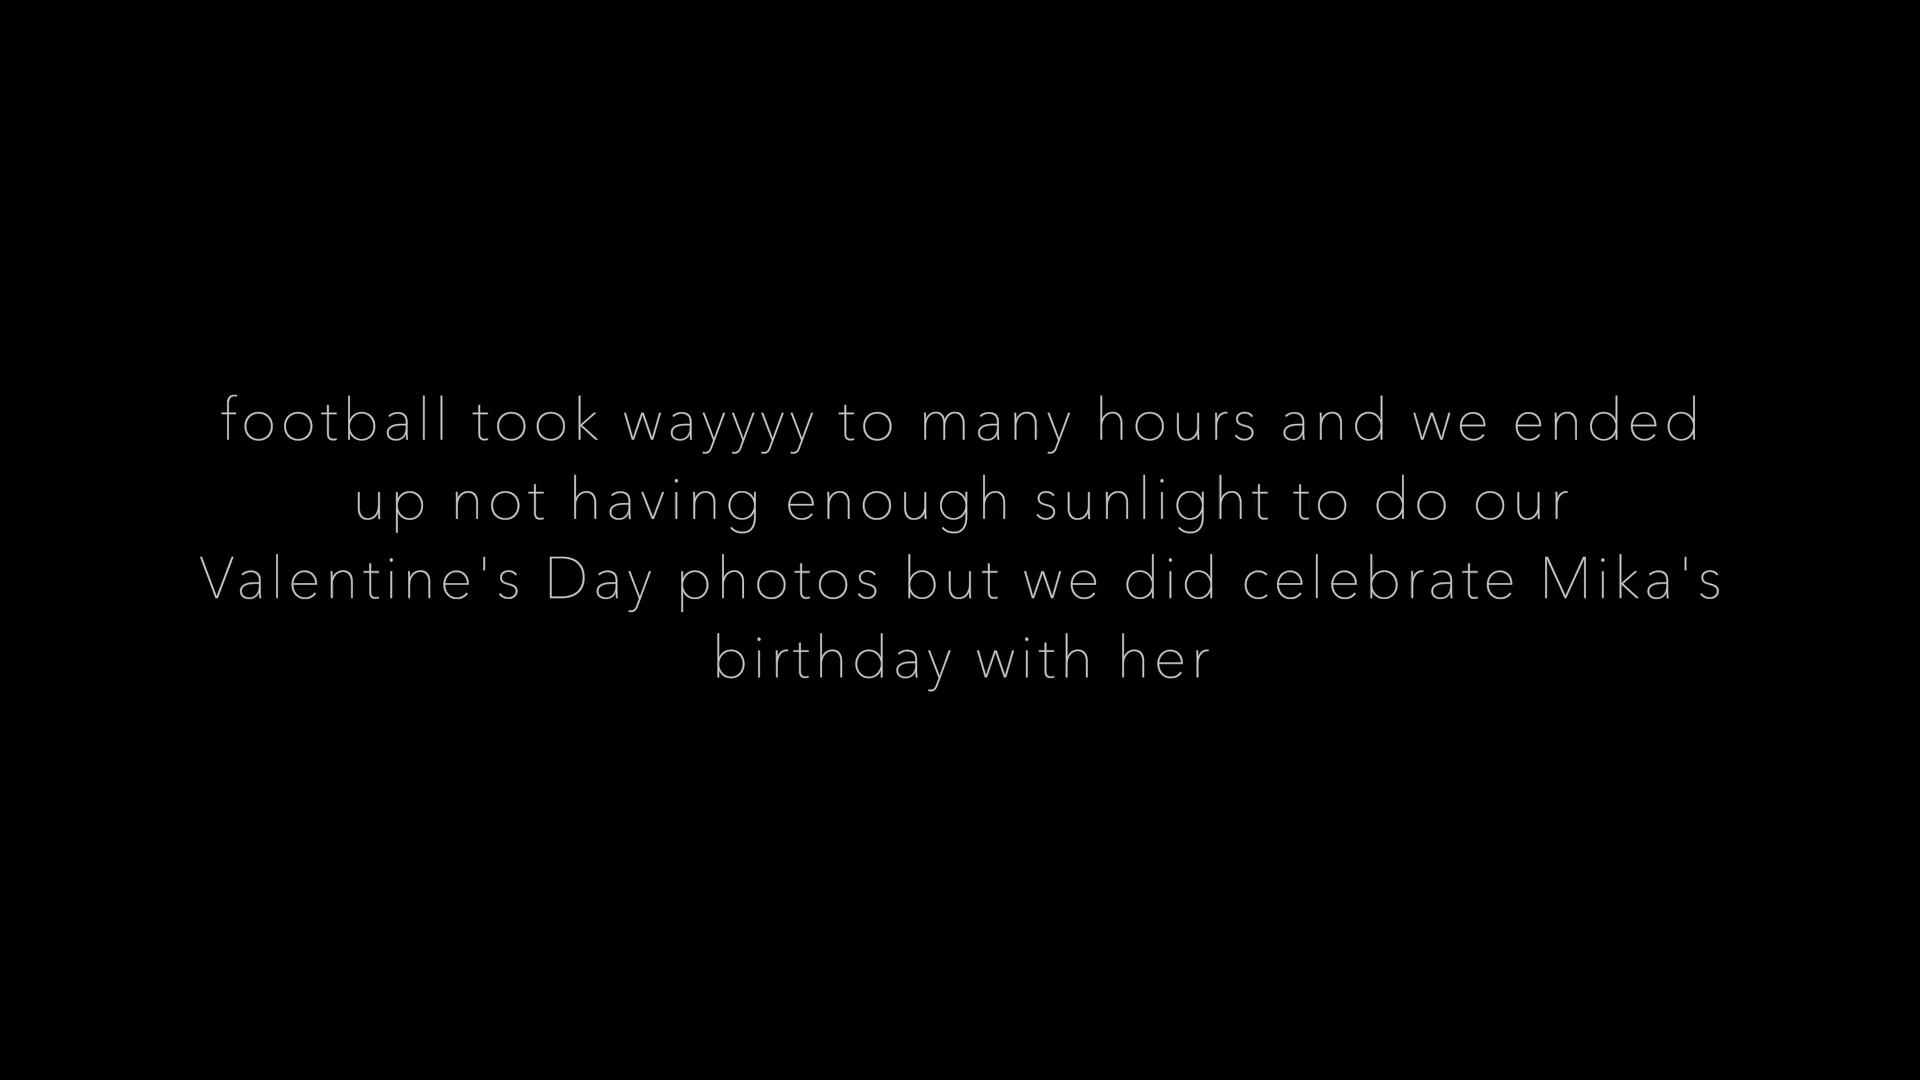 football took wayyyy to many hours and we ended
up not having enough sunlight to do our
Valentine's Day photos but we did celebrate Mika's
birthday with her